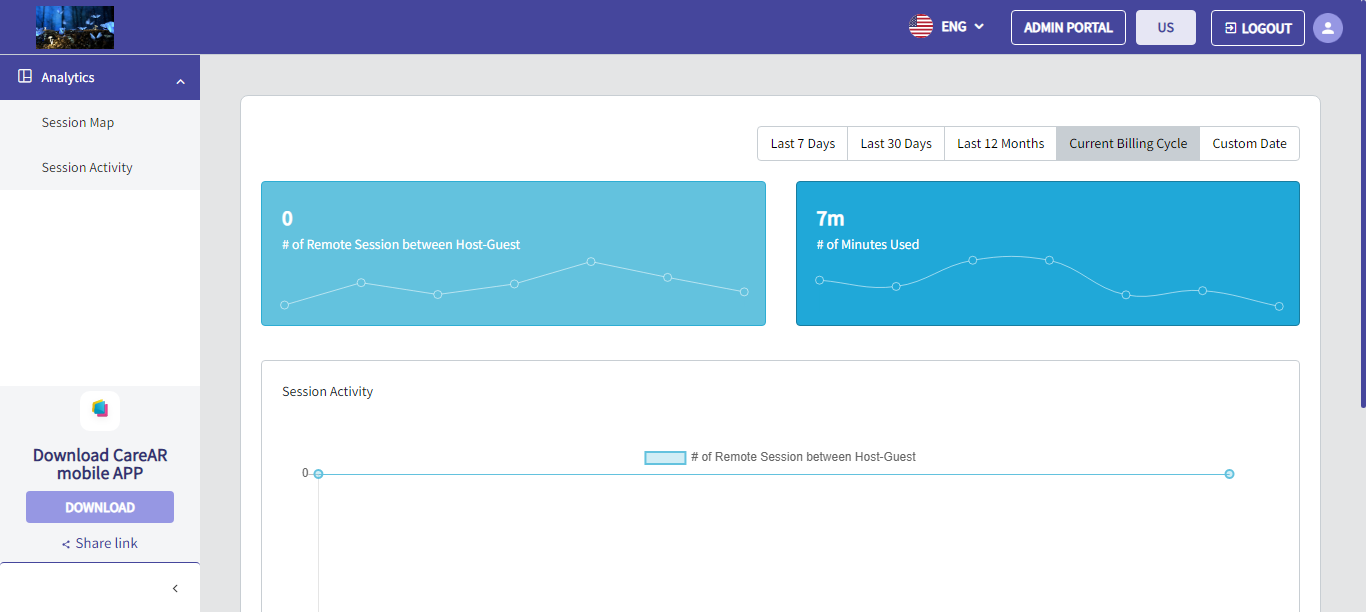 ENG
ADMIN PORTAL
US
LOGOUT
Analytics
Session Map
Session Activity
Last 7 Days
Last 30 Days
Last 12 Months
Current Billing Cycle
Custom Date
0
# of Remote Session between Host-Guest
7m
# of Minutes Used
Session Activity
# of Remote Session between Host-Guest
0
Download CareAR
mobile APP
DOWNLOAD
Share link